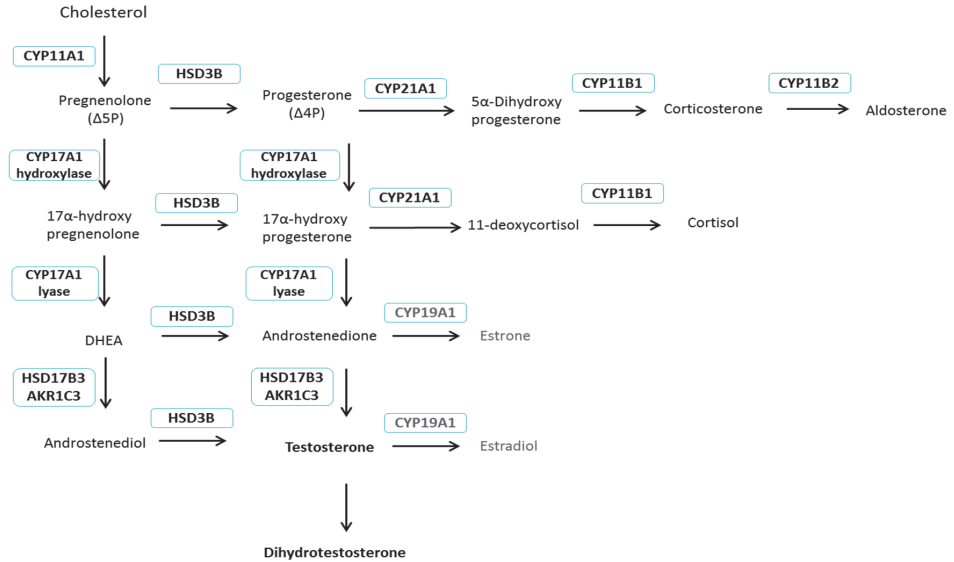 Cholesterol
CYP11A1
HSD3B
CYP21A1
CYP11B1
CYP11B2
Pregnenolone
(Δ5P)
Progesterone
(Δ4P)
5α-Dihydroxy
progesterone
Corticosterone
Aldosterone
CYP17A1
hydroxylase
CYP17A1
hydroxylase
HSD3B
CYP21A1
CYP11B1
17α-hydroxy
pregnenolone
17α-hydroxy
progesterone
11-deoxycortisol
Cortisol
CYP17A1
lyase
CYP17A1
lyase
HSD3B
CYP19A1
DHEA
Androstenedione
Estrone
HSD17B3
AKR1C3
HSD17B3
AKR1C3
HSD3B
CYP19A1
Androstenediol
Testosterone
Estradiol
Dihydrotestosterone